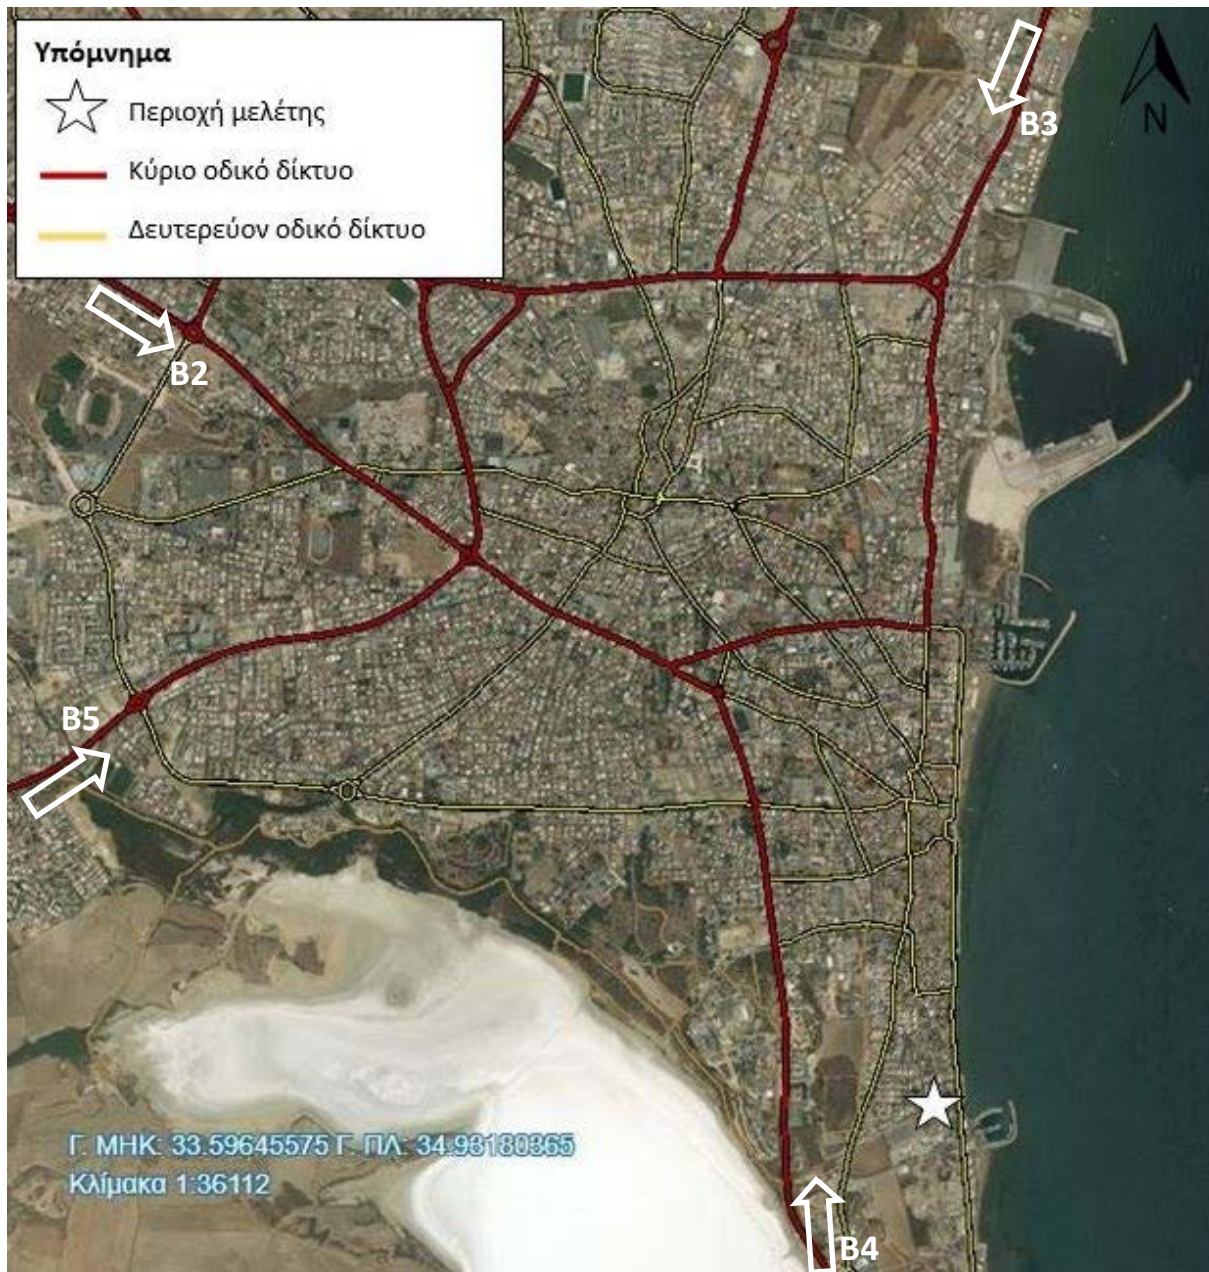 Υπόμνημα
Περιοχή μελέτης
Κύριο οδικό δίκτυο
Δευτερεύον οδικό δίκτυο
B3
N
B2
B5
Γ. ΜΗΚ: 33.59645575 Γ. ΠΛ: 34.93180365
Κλίμακα 1:36112
B4